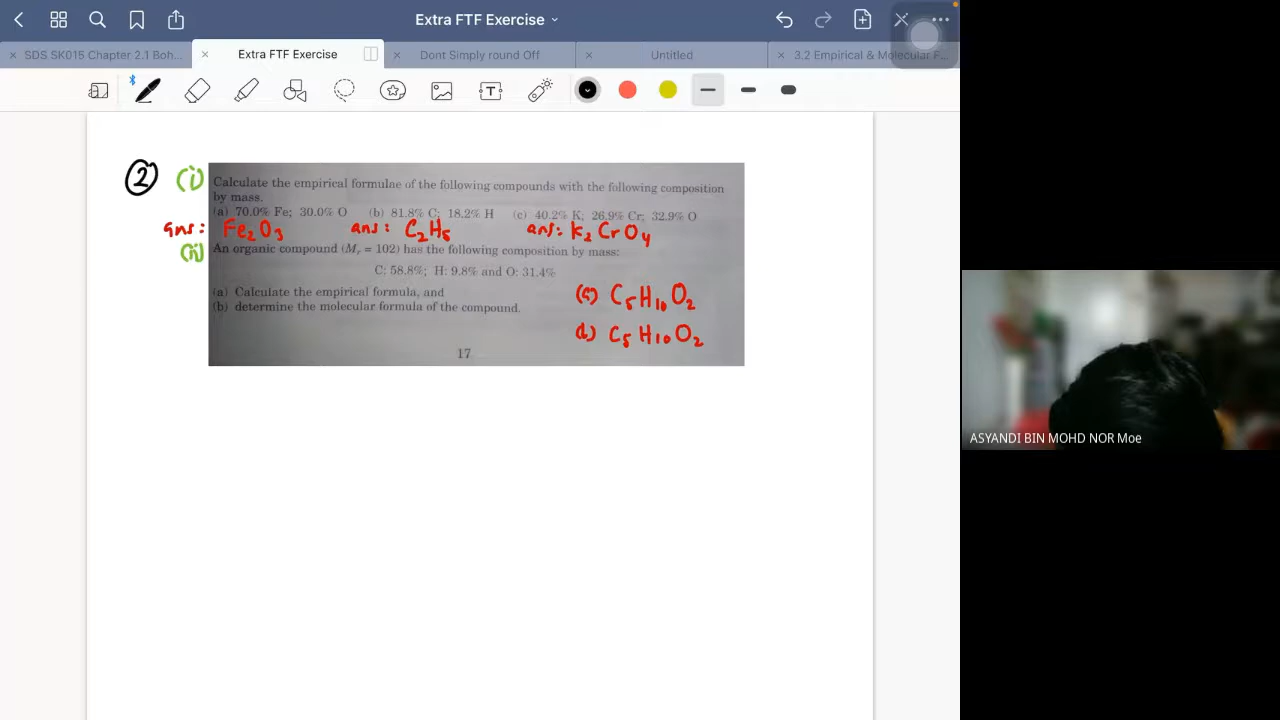 Extra FTF Exercise
SDS SK015 Chapter 2.1 Boh...
Extra FTF Exercise
Dont Simply round Off
Untitled
3.2 Empirical & Molecular F...
2 (i)
Calculate the empirical formulae of the following compounds with the following composition
by mass.
(a) 70.0% Fe; 30.0% O (b) 81.8% C; 18.2% H (c) 40.2% K; 26.9% Cr; 32.9% O
ans: Fe2O3 ans: C2H5 ans: K2CrO4
(ii) An organic compound (Mr = 102) has the following composition by mass:
C: 58.8%; H: 9.8% and O: 31.4%
(a) Calculate the empirical formula, and
(b) determine the molecular formula of the compound.
C5H10O2
C5H10O2
17
ASYANDI BIN MOHD NOR Moe